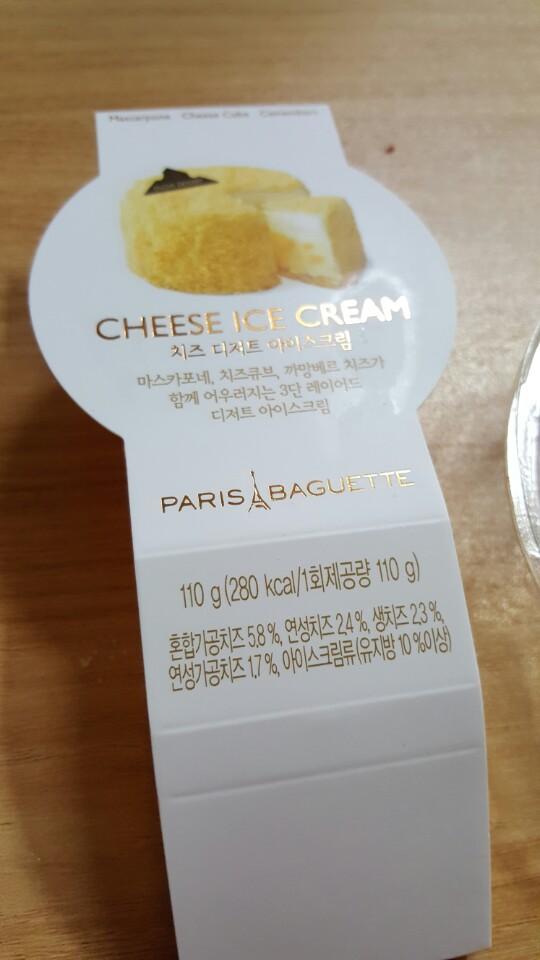 Mascarpone Cheese Cube Camembert
CHEESE ICE CREAM
치즈 디저트 아이스크림
마스카포네, 치즈큐브, 까망베르 치즈가
함께 어우러지는 3단 레이어드
디저트 아이스크림
PARIS BAGUETTE
110 g (280 kcal/1회제공량 110 g)
혼합가공치즈 5.8 %, 연성치즈 2.4 %, 생치즈 2.3 %,
연성가공치즈 1.7 %, 아이스크림류(유지방 10 %이상)